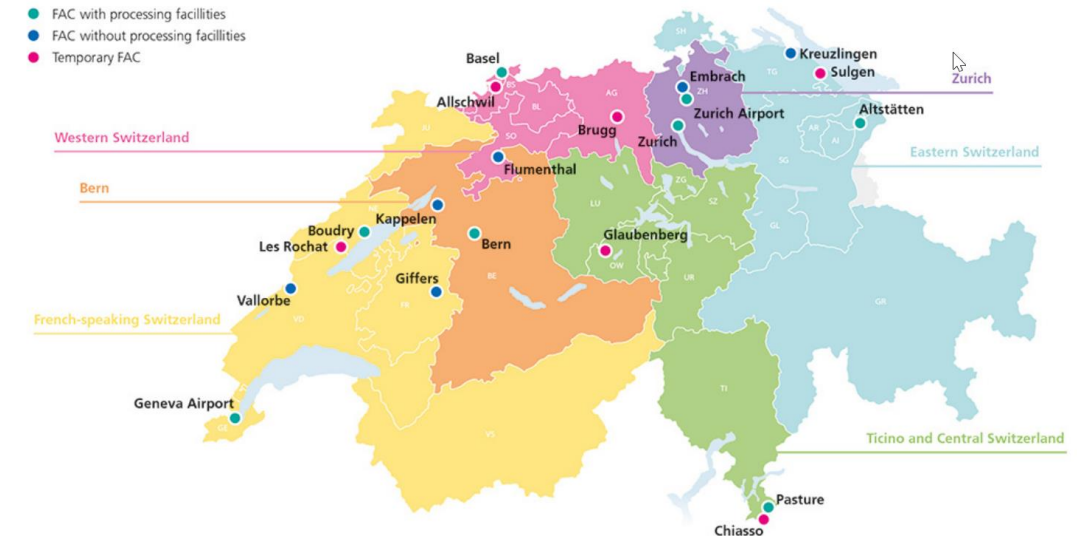 FAC with processing facillities
FAC without processing facillities
Temporary FAC
Kreuzlingen
Sulgen
Zurich
Basel
Allschwil
Embrach
Zurich Airport
Altstätten
Brugg
Zurich
Western Switzerland
Eastern Switzerland
Flumenthal
Bern
Kappelen
Boudry
Les Rochat
Bern
Glaubenberg
Giffers
Vallorbe
French-speaking Switzerland
Geneva Airport
Ticino and Central Switzerland
Pasture
Chiasso
SH
TG
ZH
BS
BL
AG
SO
JU
AR
AI
SG
ZG
LU
SZ
GL
NE
OW
UR
BE
FR
VD
GR
GE
VS
TI